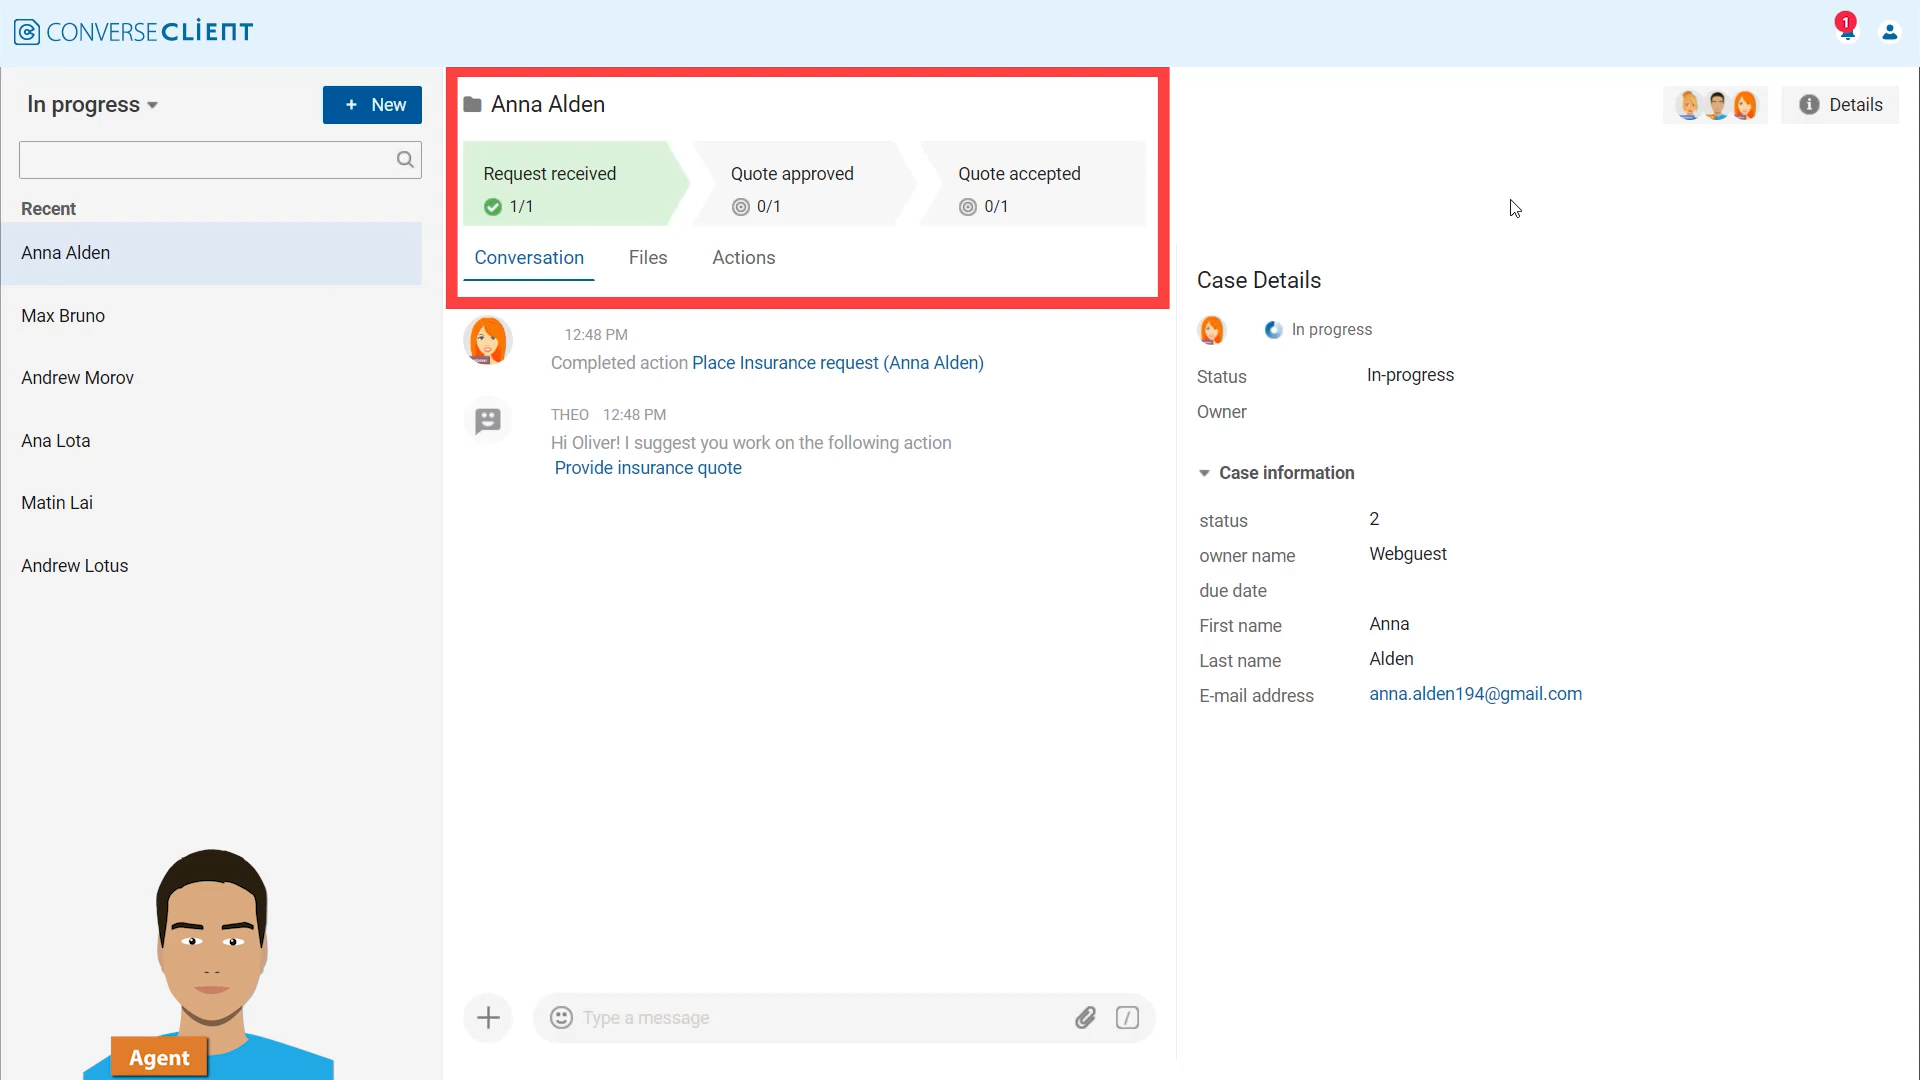 CONVERSECLIENT
1
In progress
+ New
Recent
Anna Alden
Max Bruno
Andrew Morov
Ana Lota
Matin Lai
Andrew Lotus
Agent
Anna Alden
Request received
1/1
Quote approved
0/1
Quote accepted
0/1
Conversation Files Actions
12:48 PM
Completed action Place Insurance request (Anna Alden)
THEO 12:48 PM
Hi Oliver! I suggest you work on the following action
Provide insurance quote
Type a message
Details
Case Details
In progress
Status In-progress
Owner
Case information
status 2
owner name Webguest
due date
First name Anna
Last name Alden
E-mail address anna.alden194@gmail.com